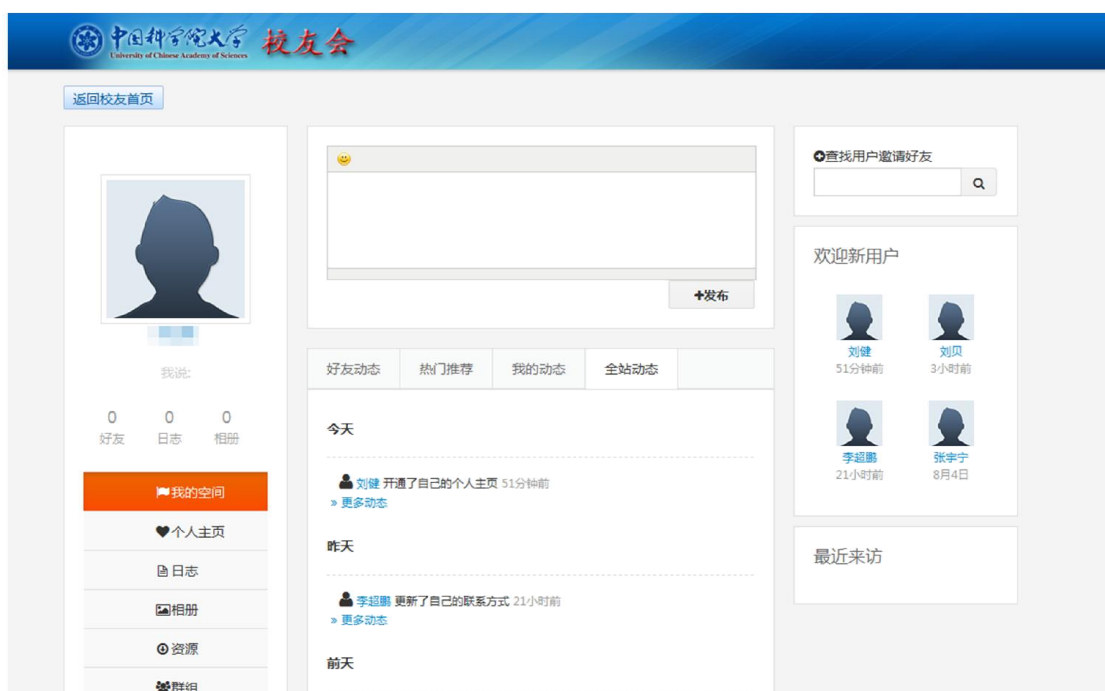 中国科学院大学
University of Chinese Academy of Sciences
校友会
返回校友首页
我说:
0 0 0
好友 日志 相册
我的空间
个人主页
日志
相册
资源
群组
+发布
好友动态 热门推荐 我的动态 全站动态
今天
刘健 开通了自己的个人主页 51分钟前
» 更多动态
昨天
李超鹏 更新了自己的联系方式 21小时前
» 更多动态
前天
查找用户邀请好友
欢迎新用户
刘健 刘贝
51分钟前 3小时前
李超鹏 张宇宁
21小时前 8月4日
最近来访